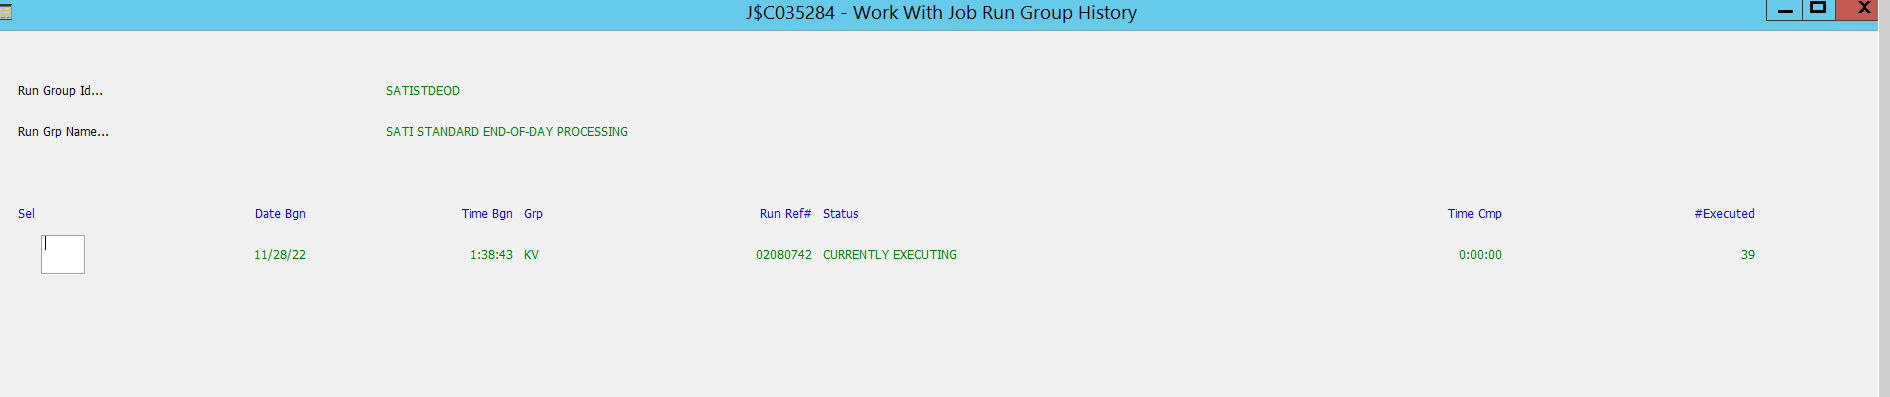 J$C035284 - Work With Job Run Group History
Run Group Id... SATISTDEOD
Run Grp Name... SATI STANDARD END-OF-DAY PROCESSING
Sel Date Bgn Time Bgn Grp Run Ref# Status Time Cmp #Executed
11/28/22 1:38:43 KV 02080742 CURRENTLY EXECUTING 0:00:00 39